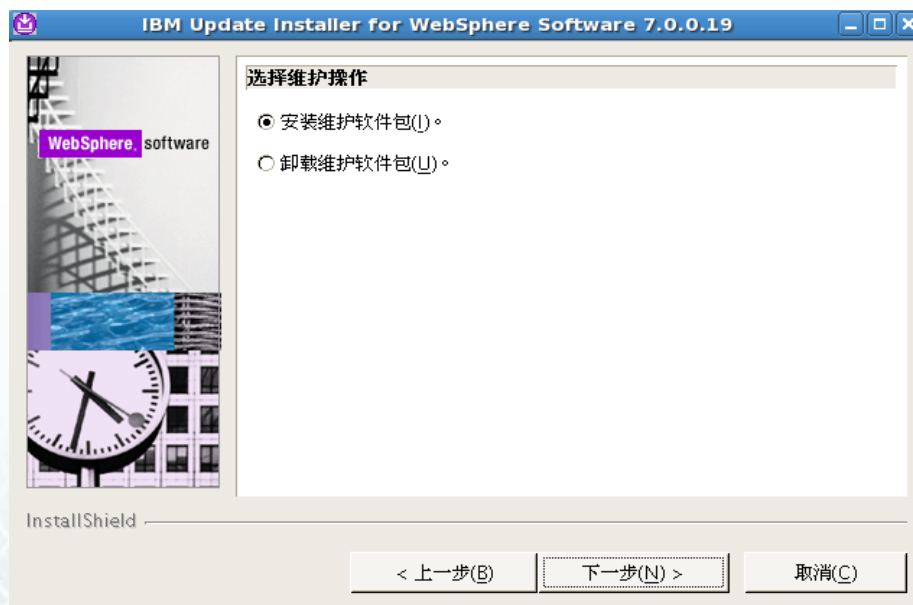 IBM Update Installer for WebSphere Software 7.0.0.19
选择维护操作
WebSphere. software
安装维护软件包(I)。
卸载维护软件包(U)。
InstallShield
< 上一步(B)
下一步(N) >
取消(C)